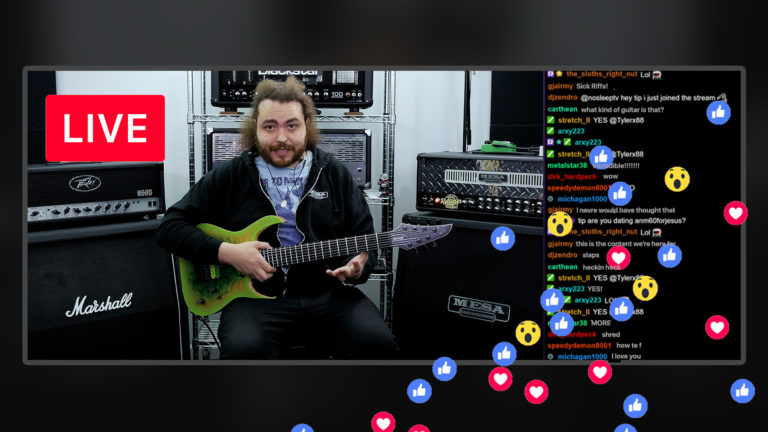 LIVE
Blackstar
PEAVEY
6505
Marshall
MESA
MESA
ENGINEERING
the_sloths_right_nut Lol
gjairmy Sick Riffs!
djzendro @nosleeptv hey tip i just joined the stream
carthean what kind of guitar is that?
stretch_ll YES @Tylerx88
arxy223
arxy223
stretch_ll YES @Tylerx88
metalstar38
dirk_hardpeck wow
speedydemon8001
michagan1000
gjairmy I nevre would have thought that
tip are you dating anm60forjesus?
the_sloths_right_nut Lol
gjairmy this is the content we're here for
djzendro slaps
carthean heckin heck
stretch_ll YES @Tylerx88
arxy223 YES!
arxy223
stretch_ll YES
MORE
shred
speedydemon8001 how te f
michagan1000 I love you